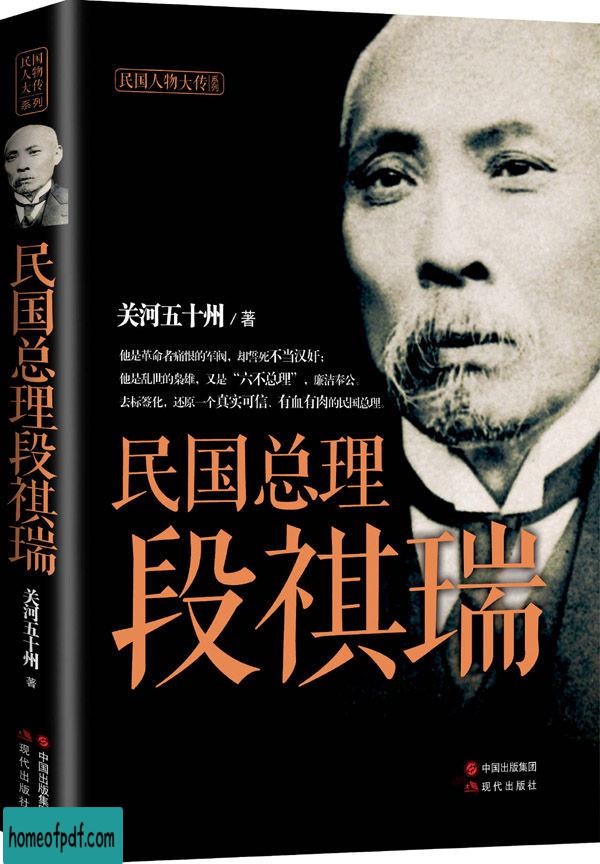 民国
人物
大传
系列
民国总理段祺瑞
关河五十州
著
中国出版集团
现代出版社
民国人物大传系列
关河五十州/著
他是革命者痛恨的军阀，却誓死不当汉奸；
他是乱世的枭雄，又是“六不总理”，廉洁奉公。
去标签化，还原一个真实可信、有血有肉的民国总理。
民国总理
段祺瑞
中国出版集团
现代出版社
homeofpdf.com